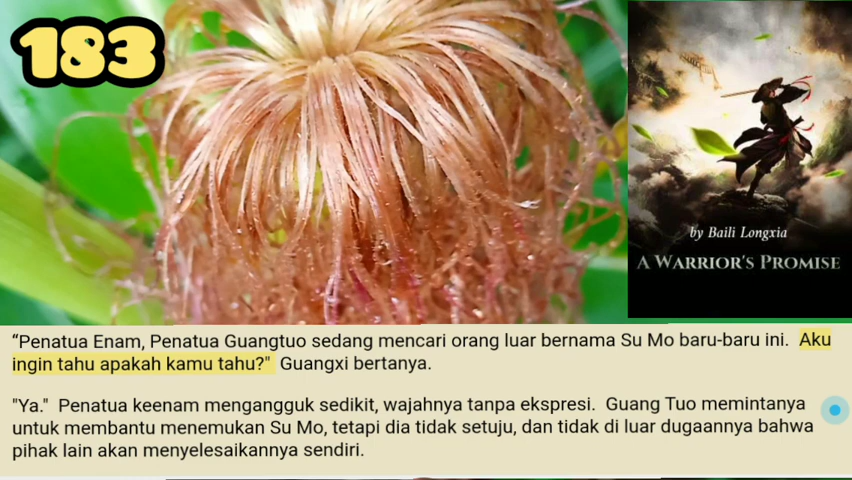 183
by Baili Longxia
A WARRIOR'S PROMISE
“Penatua Enam, Penatua Guangtuo sedang mencari orang luar bernama Su Mo baru-baru ini. Aku
ingin tahu apakah kamu tahu?" Guangxi bertanya.
"Ya." Penatua keenam mengangguk sedikit, wajahnya tanpa ekspresi. Guang Tuo memintanya
untuk membantu menemukan Su Mo, tetapi dia tidak setuju, dan tidak di luar dugaannya bahwa
pihak lain akan menyelesaikannya sendiri.